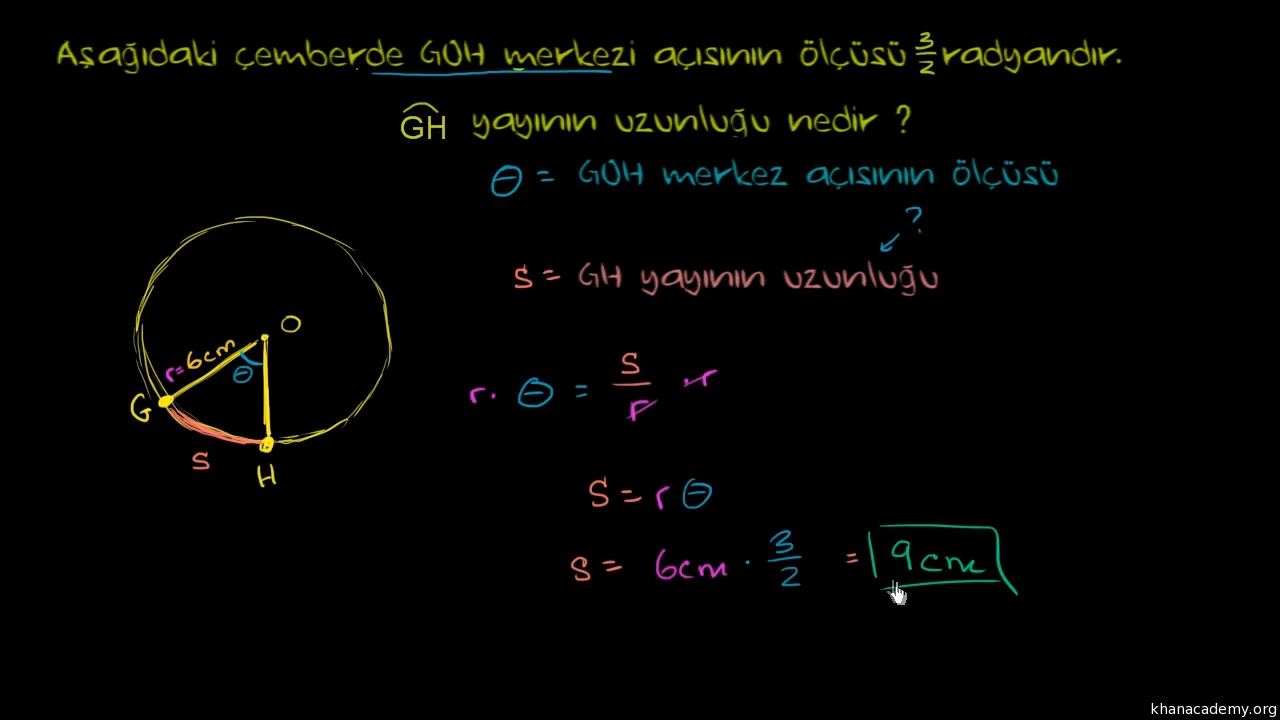 Aşağıdaki çemberde GOH merkezi açısının ölçüsü 3/2 radyandır.
GH yayının uzunluğu nedir ?
θ = GOH merkez açısının ölçüsü
?
S = GH yayının uzunluğu
O
r=6cm
θ
G
S
H
r. θ = S/r .r
S = r θ
S = 6cm . 3/2 = 9cm
khanacademy.org